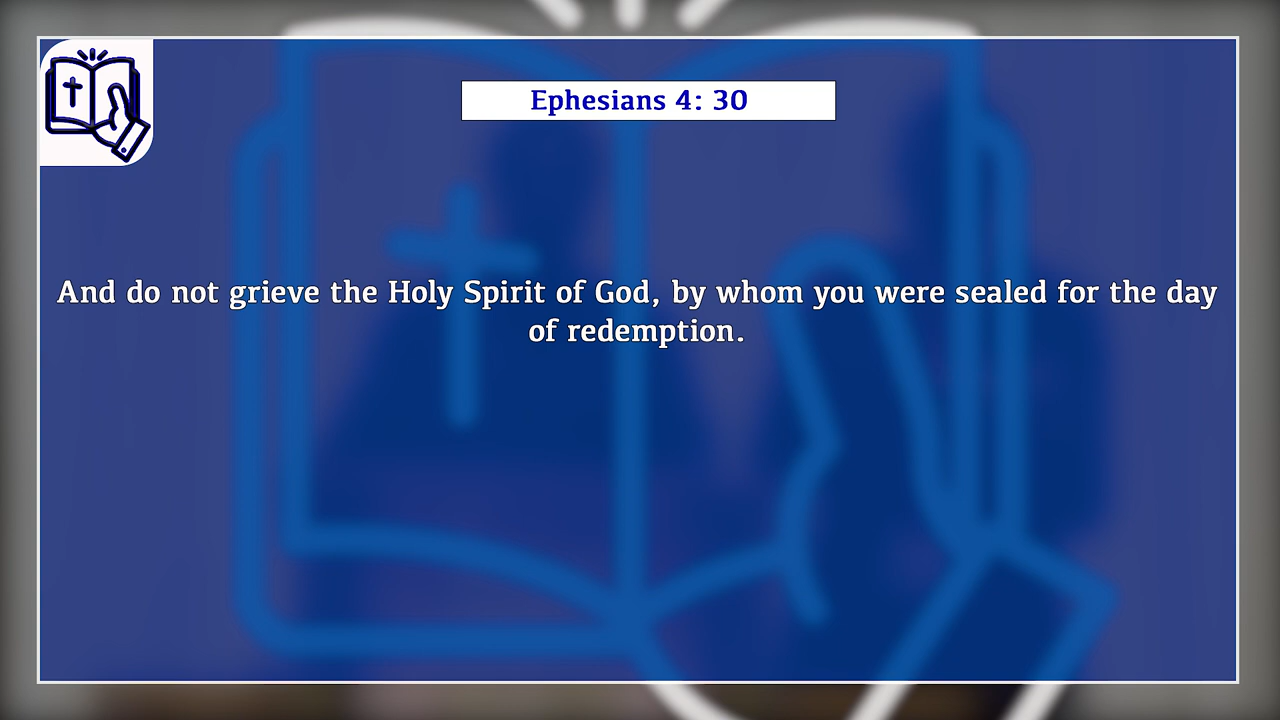 Ephesians 4: 30
And do not grieve the Holy Spirit of God, by whom you were sealed for the day
of redemption.